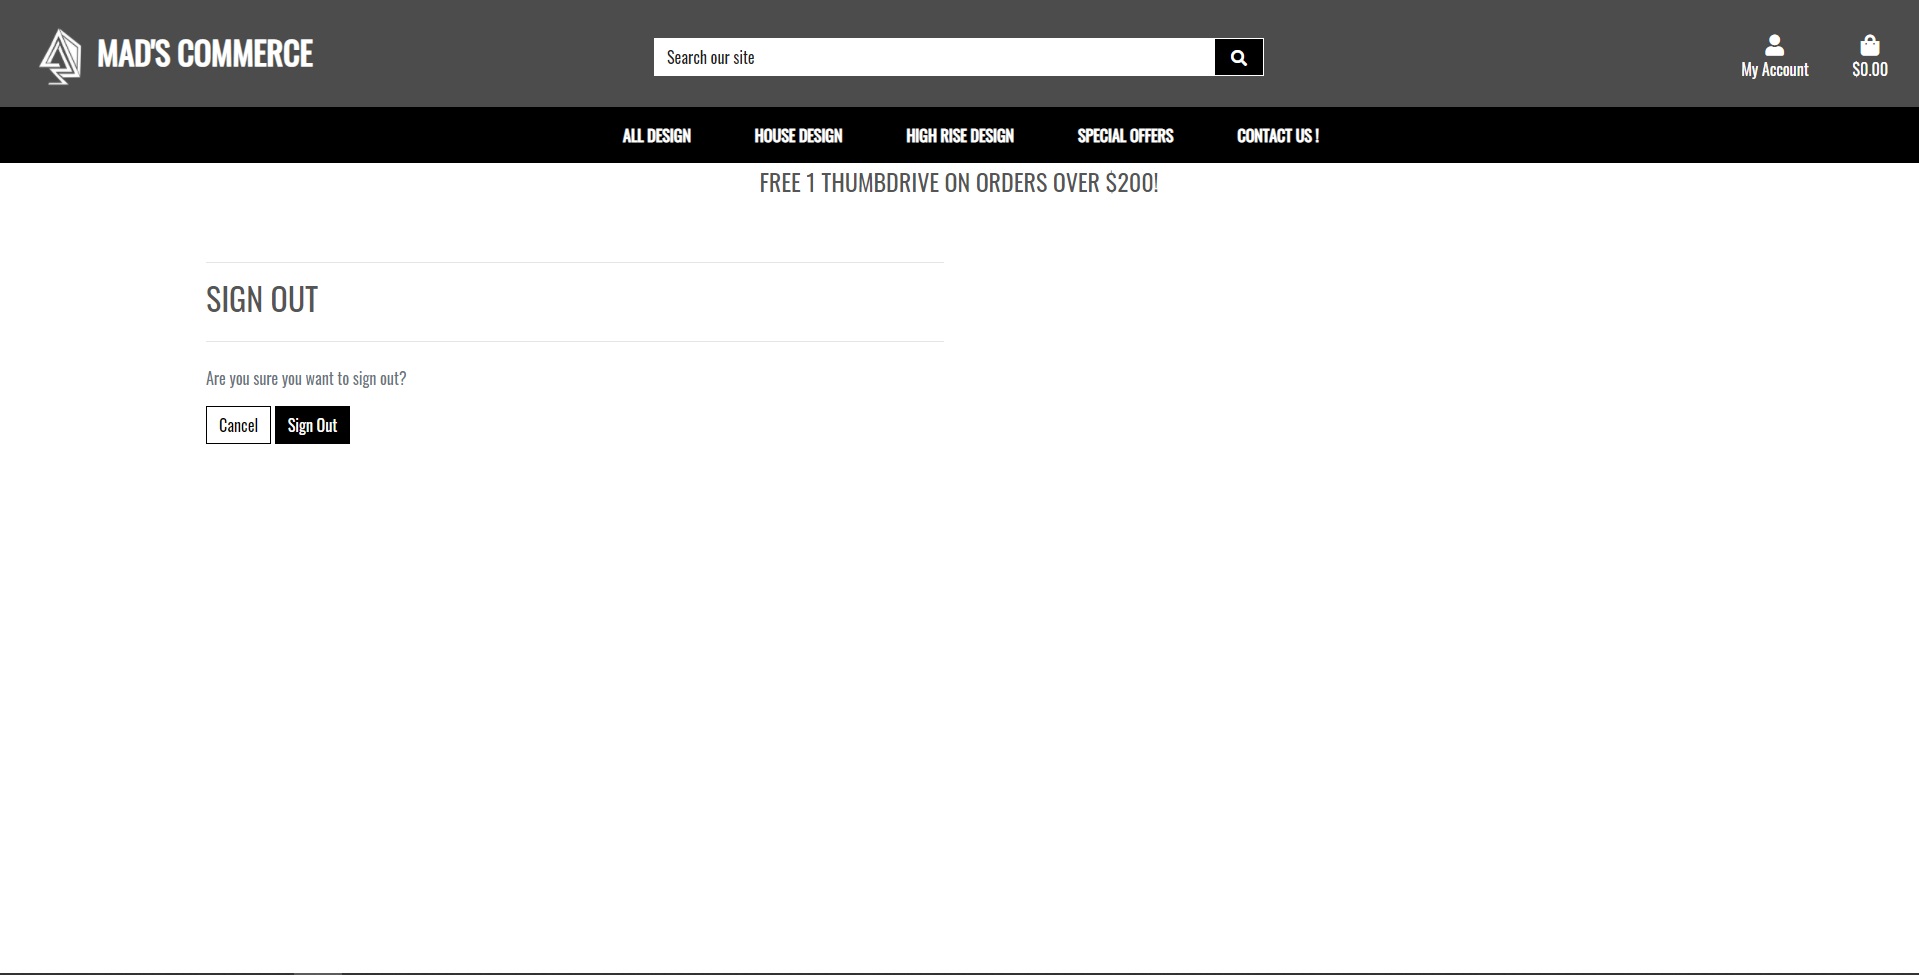 MAD'S COMMERCE
Search our site
My Account
$0.00
ALL DESIGN
HOUSE DESIGN
HIGH RISE DESIGN
SPECIAL OFFERS
CONTACT US !
FREE 1 THUMBDRIVE ON ORDERS OVER $200!
SIGN OUT
Are you sure you want to sign out?
Cancel
Sign Out